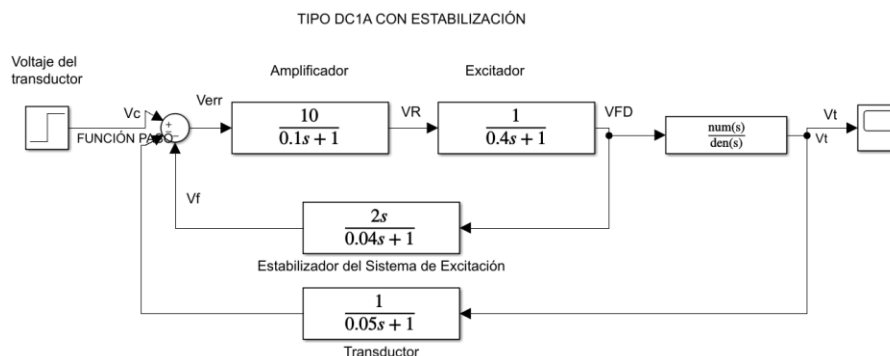 TIPO DC1A CON ESTABILIZACIÓN
Voltaje del
transductor
Amplificador
Excitador
Vc
Verr
10
0.1s + 1
VR
1
0.4s + 1
VFD
num(s)
den(s)
Vt
Vt
FUNCIÓN PASO
Vf
2s
0.04s + 1
Estabilizador del Sistema de Excitación
1
0.05s + 1
Transductor